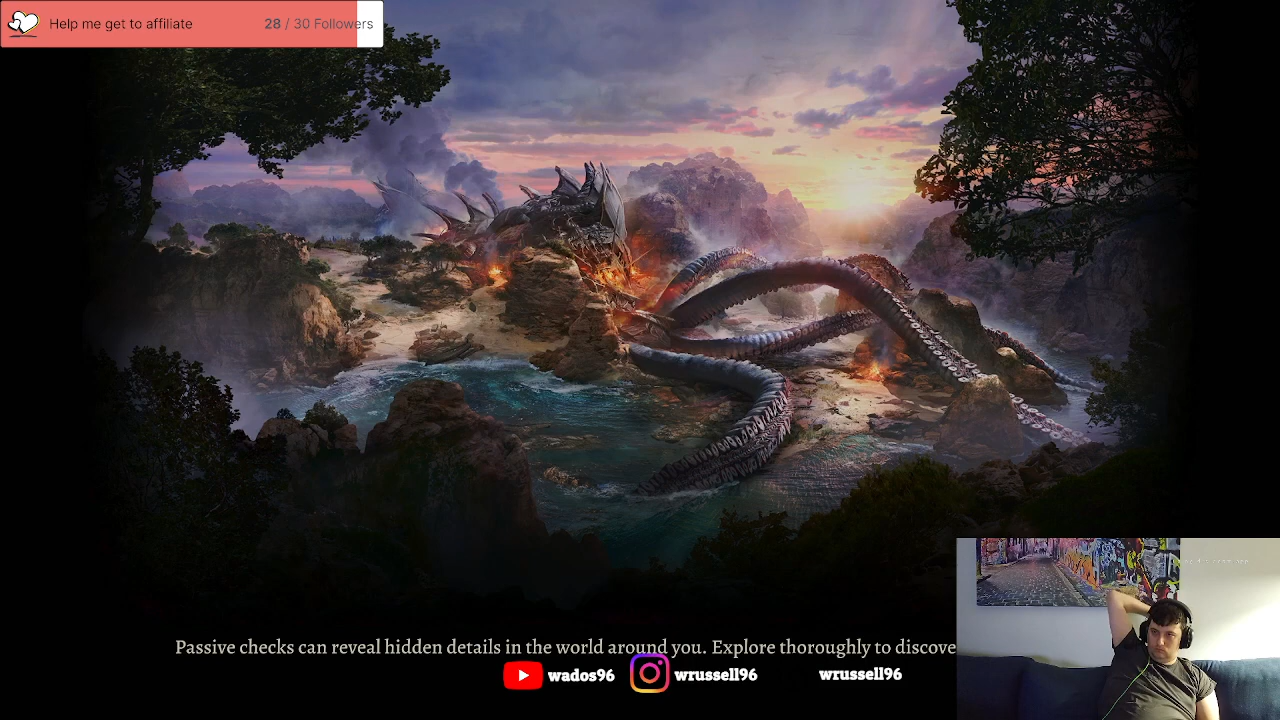 Help me get to affiliate 28 / 30 Followers
Passive checks can reveal hidden details in the world around you. Explore thoroughly to discove
wados96 wrussell96 wrussell96